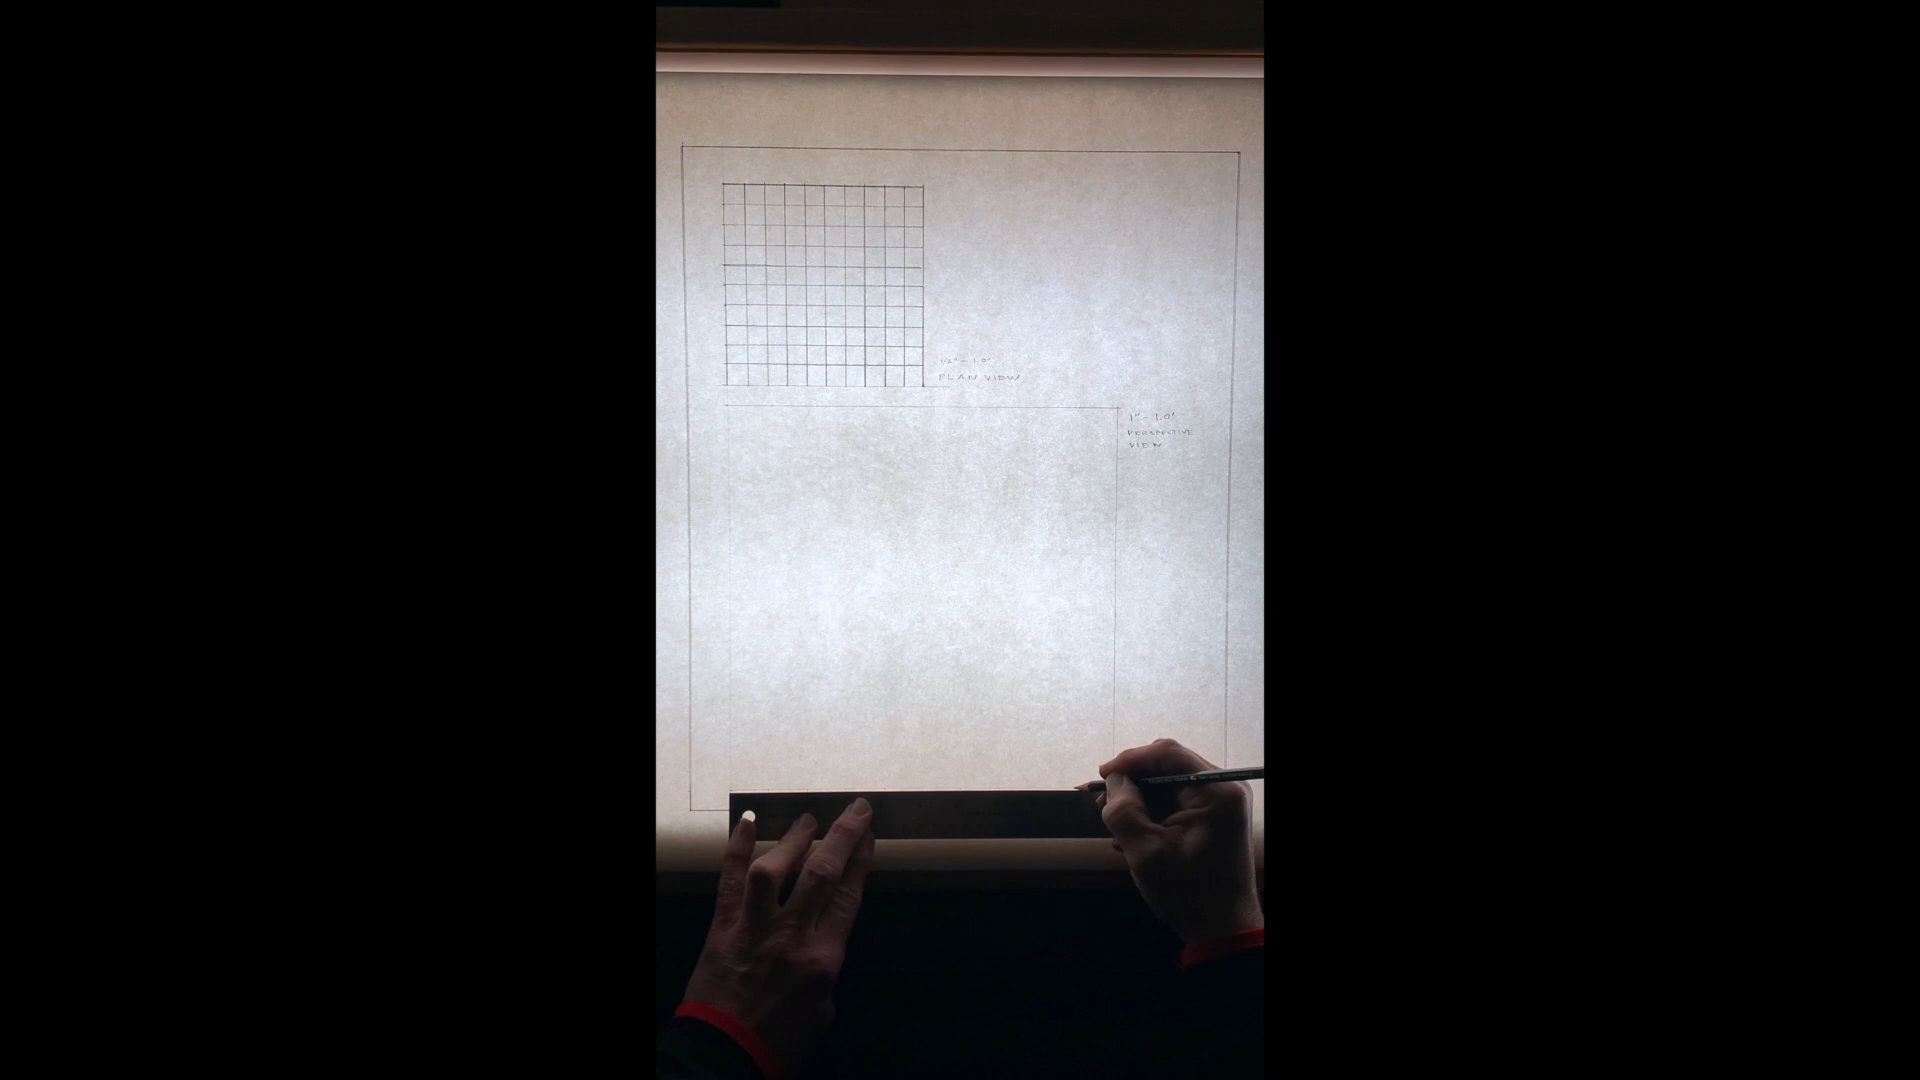 1/2" - 1.0'
PLAN VIEW
1" - 1.0'
PERSPECTIVE
VIEW